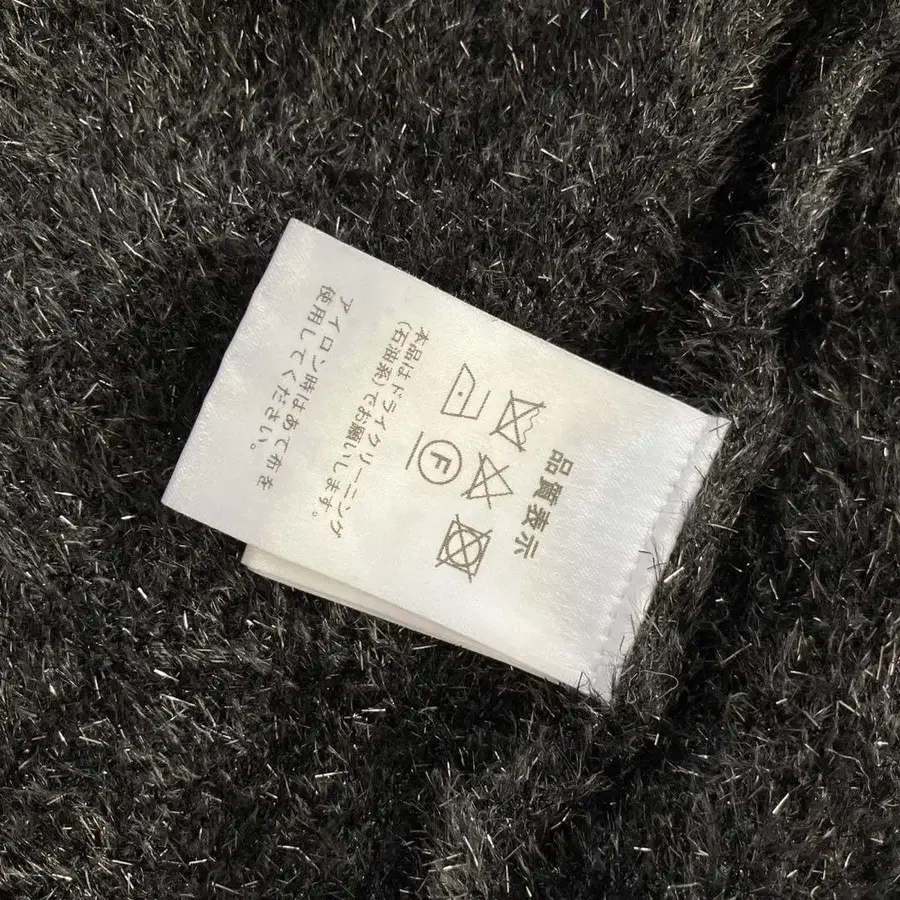 品質表示
F
本品はドライクリーニング
(石油系)でお願いします。
アイロン時はあて布を
使用してください。